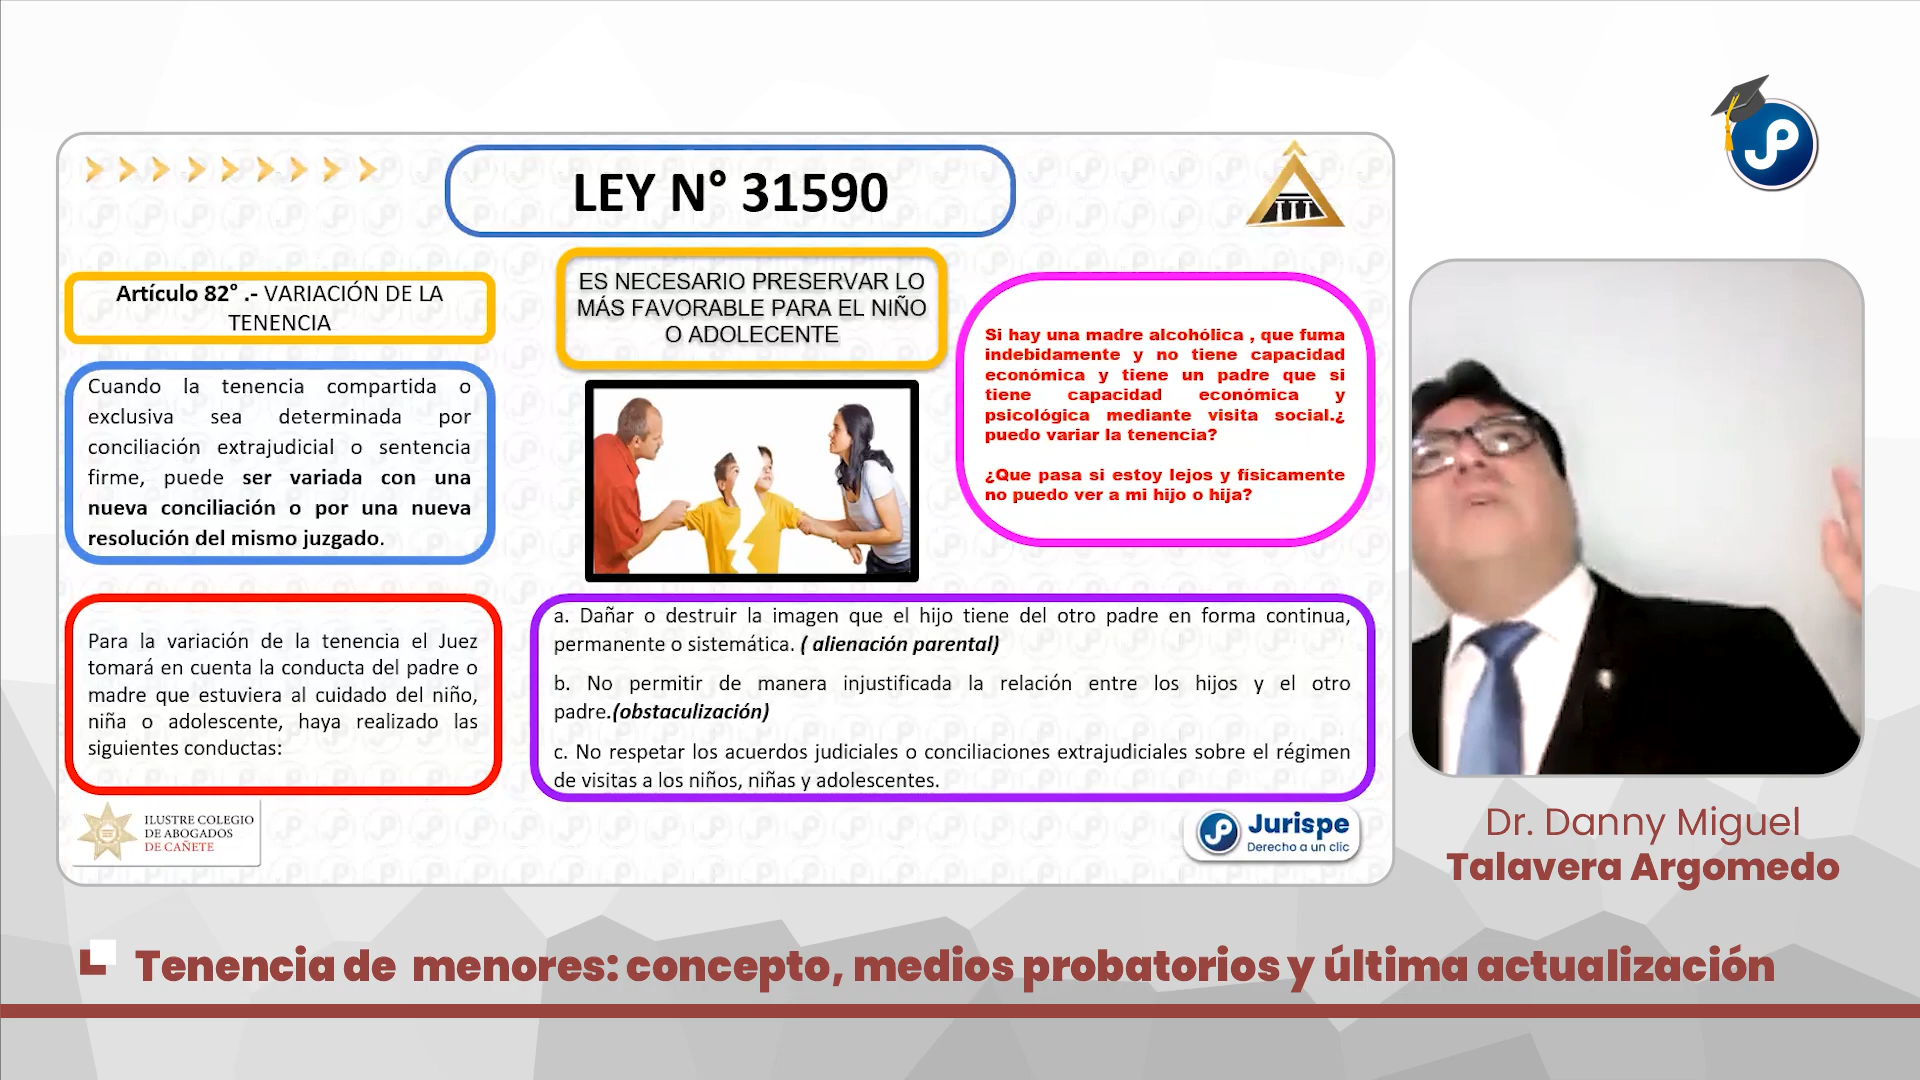 LEY N° 31590
Artículo 82° .- VARIACIÓN DE LA
TENENCIA
Cuando la tenencia compartida o
exclusiva sea determinada por
conciliación extrajudicial o sentencia
firme, puede ser variada con una
nueva conciliación o por una nueva
resolución del mismo juzgado.
Para la variación de la tenencia el Juez
tomará en cuenta la conducta del padre o
madre que estuviera al cuidado del niño,
niña o adolescente, haya realizado las
siguientes conductas:
ES NECESARIO PRESERVAR LO
MÁS FAVORABLE PARA EL NIÑO
O ADOLECENTE
Si hay una madre alcohólica , que fuma
indebidamente y no tiene capacidad
económica y tiene un padre que si
tiene capacidad económica y
psicológica mediante visita social.¿
puedo variar la tenencia?
¿Que pasa si estoy lejos y físicamente
no puedo ver a mi hijo o hija?
a. Dañar o destruir la imagen que el hijo tiene del otro padre en forma continua,
permanente o sistemática. ( alienación parental)
b. No permitir de manera injustificada la relación entre los hijos y el otro
padre.(obstaculización)
c. No respetar los acuerdos judiciales o conciliaciones extrajudiciales sobre el régimen
de visitas a los niños, niñas y adolescentes.
ILUSTRE COLEGIO
DE ABOGADOS
DE CAÑETE
JP
Jurispe
Derecho a un clic
JP
Dr. Danny Miguel
Talavera Argomedo
Tenencia de menores: concepto, medios probatorios y última actualización